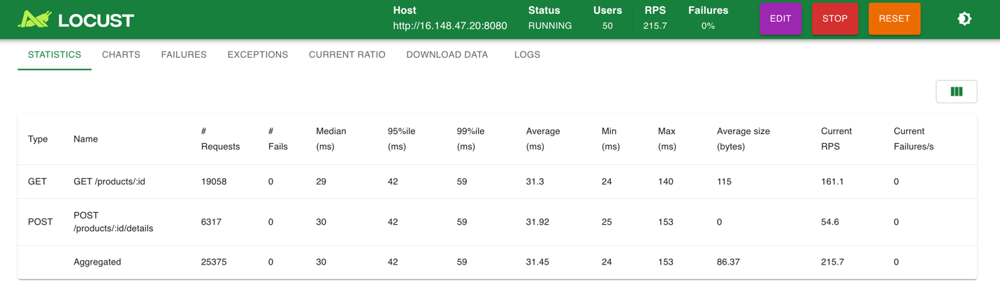 LOCUST
Host
http://16.148.47.20:8080
Status
RUNNING
Users
50
RPS
215.7
Failures
0%
EDIT
STOP
RESET
STATISTICS CHARTS FAILURES EXCEPTIONS CURRENT RATIO DOWNLOAD DATA LOGS
Type Name # Requests # Fails Median (ms) 95%ile (ms) 99%ile (ms) Average (ms) Min (ms) Max (ms) Average size (bytes) Current RPS Current Failures/s
GET GET /products/:id 19058 0 29 42 59 31.3 24 140 115 161.1 0
POST POST /products/:id/details 6317 0 30 42 59 31.92 25 153 0 54.6 0
Aggregated 25375 0 30 42 59 31.45 24 153 86.37 215.7 0